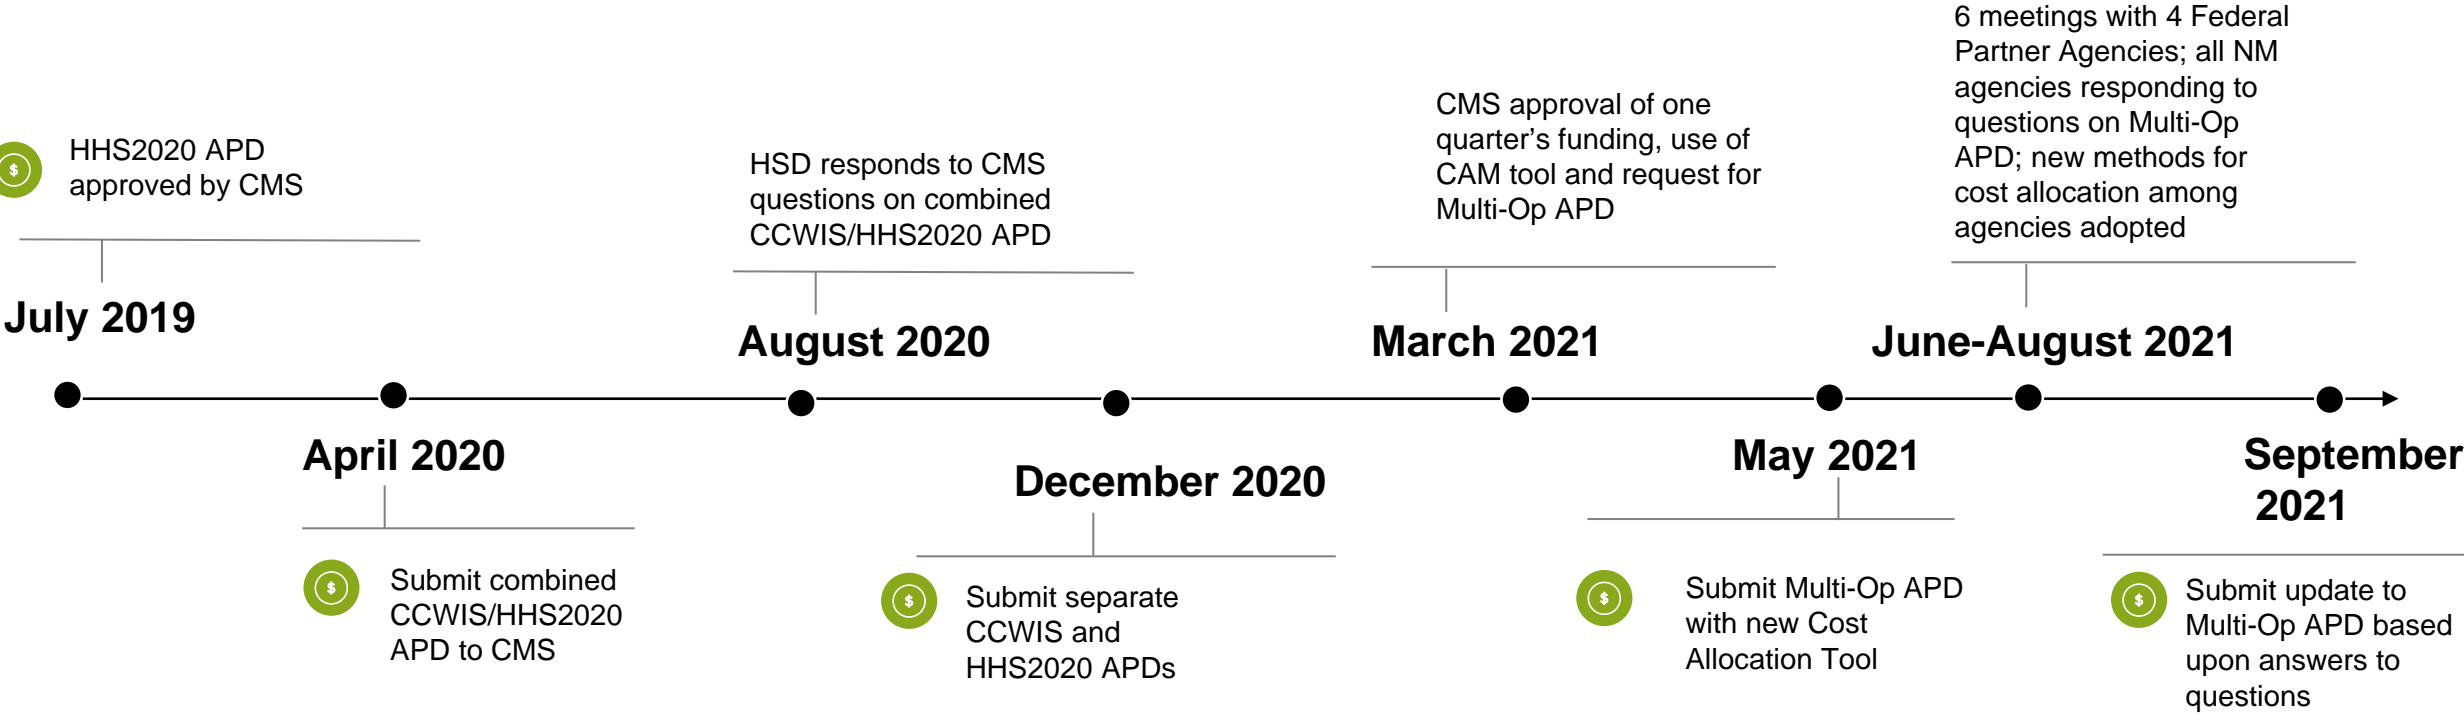 HHS2020 APD
approved by CMS
July 2019
$
April 2020
$
Submit combined
CCWIS/HHS2020
APD to CMS
HSD responds to CMS
questions on combined
CCWIS/HHS2020 APD
August 2020
December 2020
$
Submit separate
CCWIS and
HHS2020 APDs
CMS approval of one
quarter’s funding, use of
CAM tool and request for
Multi-Op APD
March 2021
May 2021
$
Submit Multi-Op APD
with new Cost
Allocation Tool
6 meetings with 4 Federal
Partner Agencies; all NM
agencies responding to
questions on Multi-Op
APD; new methods for
cost allocation among
agencies adopted
June-August 2021
September
2021
$
Submit update to
Multi-Op APD based
upon answers to
questions